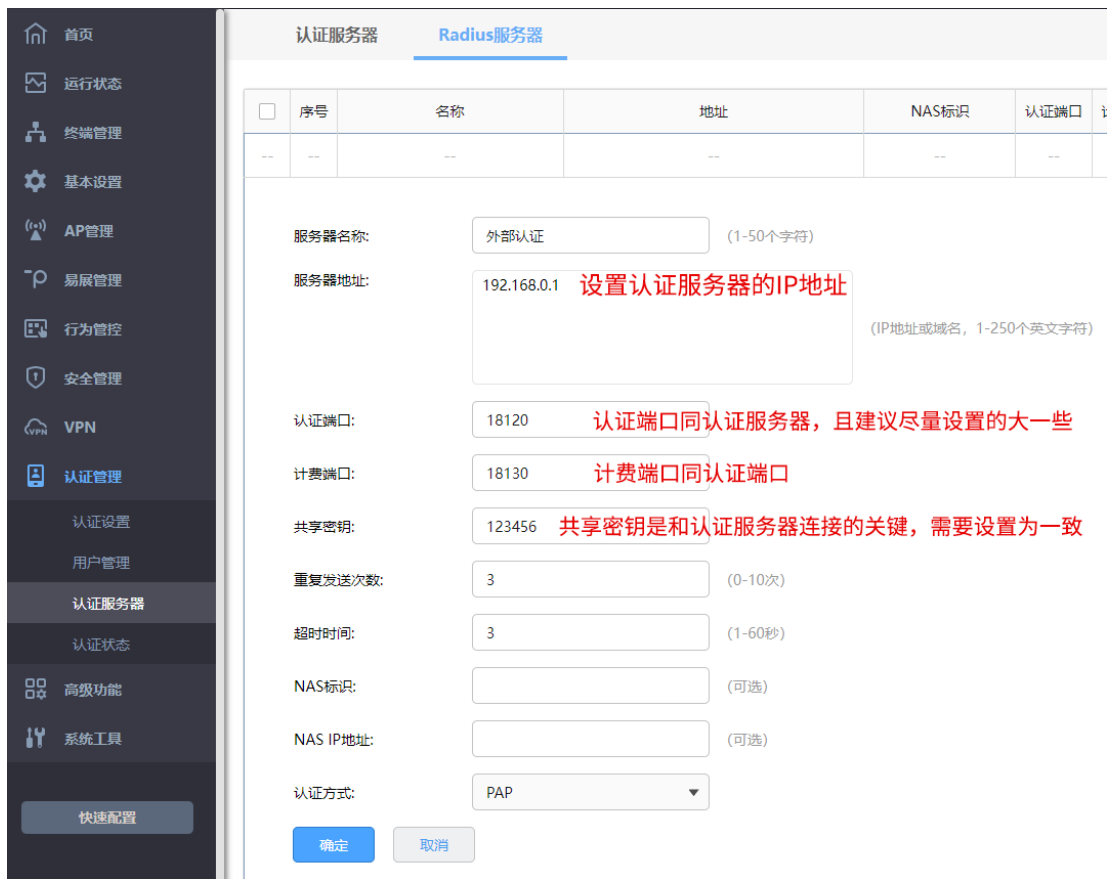 首页
运行状态
终端管理
基本设置
AP管理
易展管理
行为管控
安全管理
VPN
认证管理
认证设置
用户管理
认证服务器
认证状态
高级功能
系统工具
快速配置
认证服务器 Radius服务器
序号 名称 地址 NAS标识 认证端口
-- -- -- -- -- --
服务器名称: 外部认证 (1-50个字符)
服务器地址: 192.168.0.1 设置认证服务器的IP地址
(IP地址或域名，1-250个英文字符)
认证端口: 18120 认证端口同认证服务器，且建议尽量设置的大一些
计费端口: 18130 计费端口同认证端口
共享密钥: 123456 共享密钥是和认证服务器连接的关键，需要设置为一致
重复发送次数: 3 (0-10次)
超时时间: 3 (1-60秒)
NAS标识: (可选)
NAS IP地址: (可选)
认证方式: PAP
确定 取消